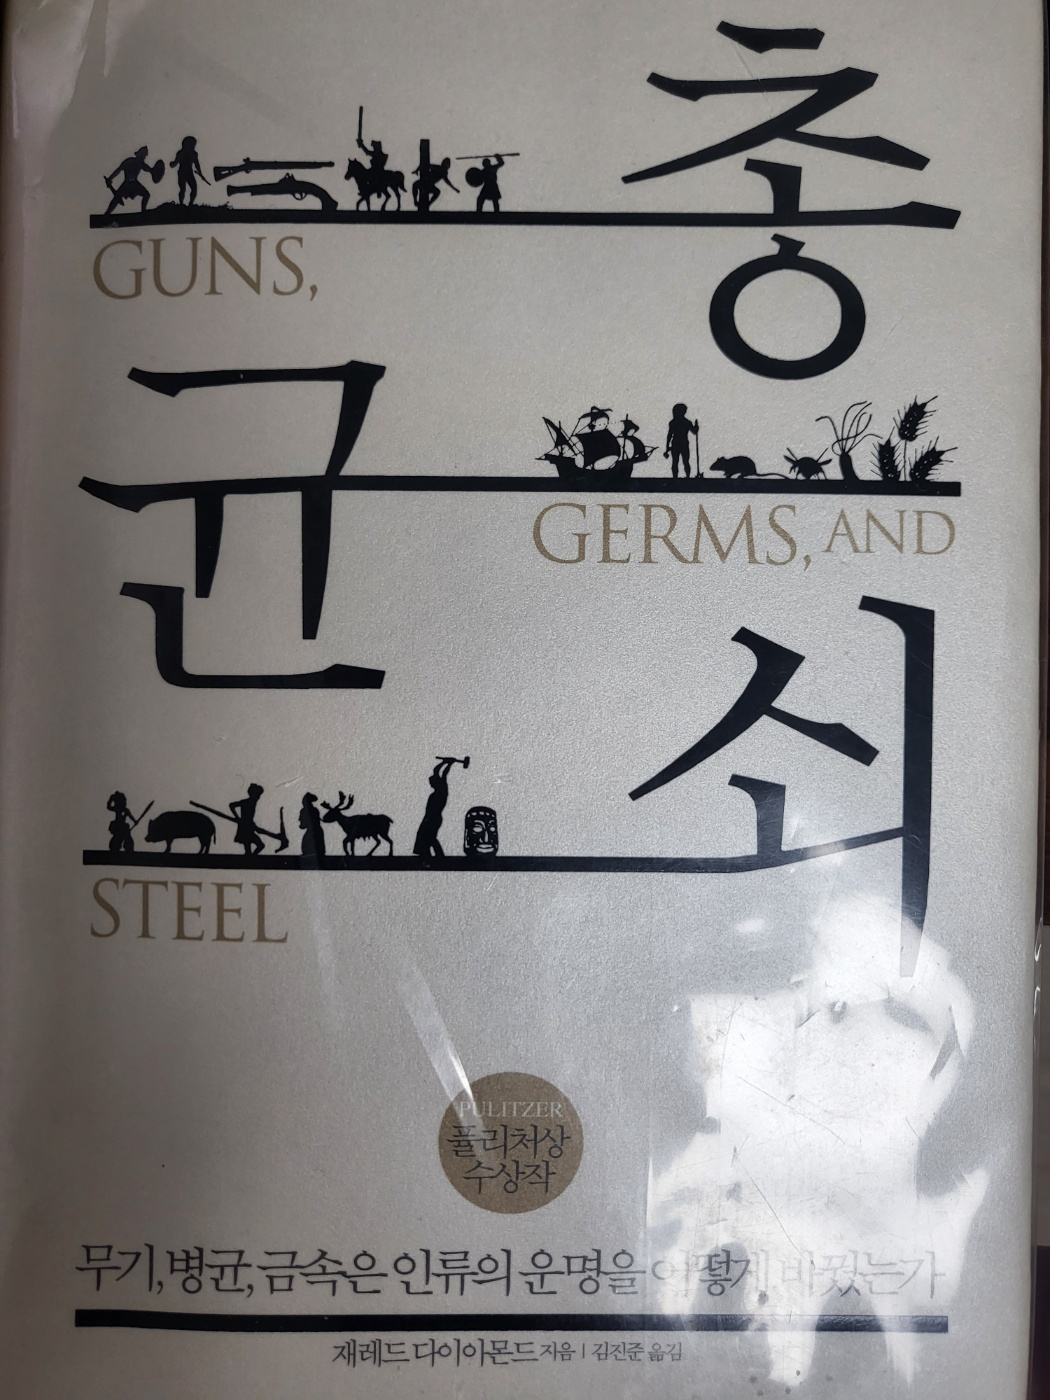 총
GUNS,
균
GERMS, AND
쇠
STEEL
PULITZER
퓰리처상
수상작
무기, 병균, 금속은 인류의 운명을 어떻게 바꿨는가
재레드 다이아몬드 지음 | 김진준 옮김